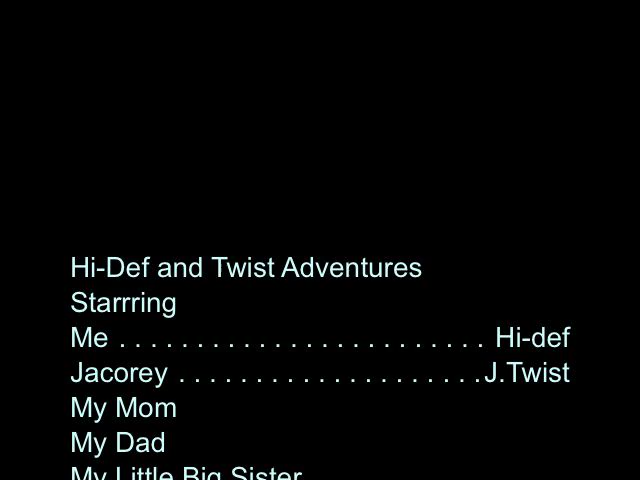 Hi-Def and Twist Adventures
Starrring
Me . . . . . . . . . . . . . . . . . . . . . . . . Hi-def
Jacorey . . . . . . . . . . . . . . . . . . . .J.Twist
My Mom
My Dad
My Little Big Sister